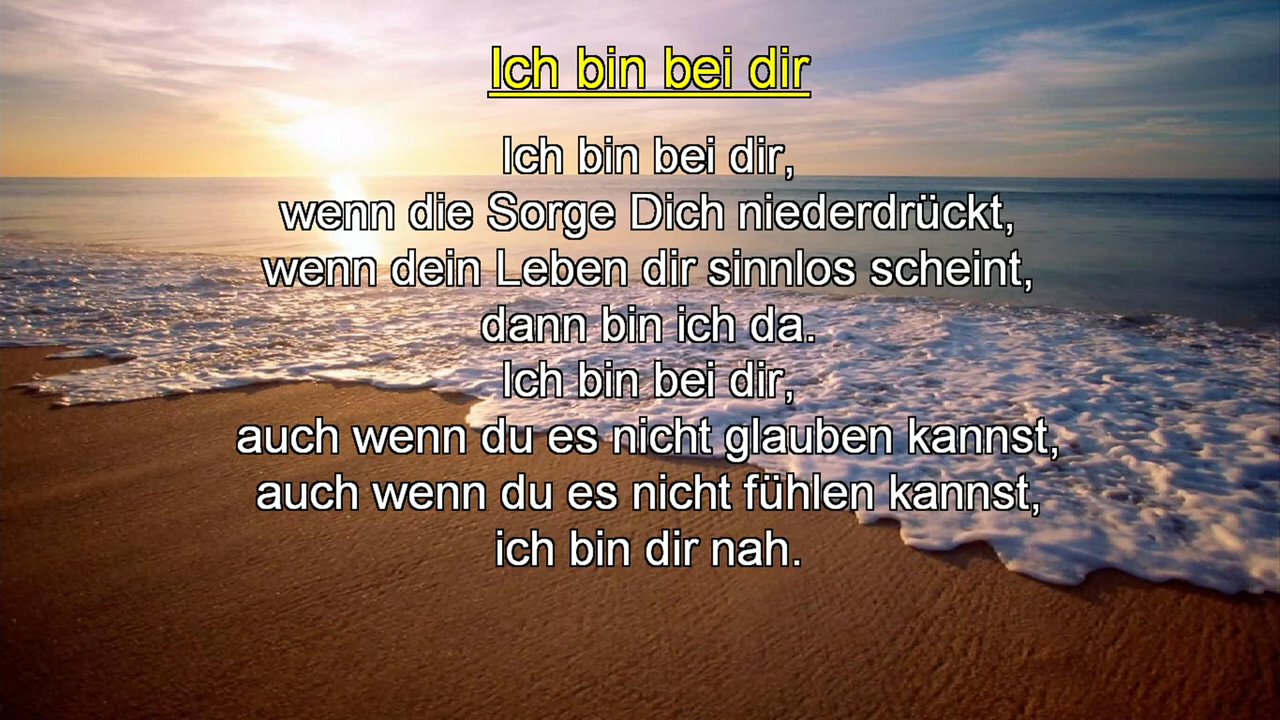 Ich bin bei dir
Ich bin bei dir,
wenn die Sorge Dich niederdrückt,
wenn dein Leben dir sinnlos scheint,
dann bin ich da.
Ich bin bei dir,
auch wenn du es nicht glauben kannst,
auch wenn du es nicht fühlen kannst,
ich bin dir nah.